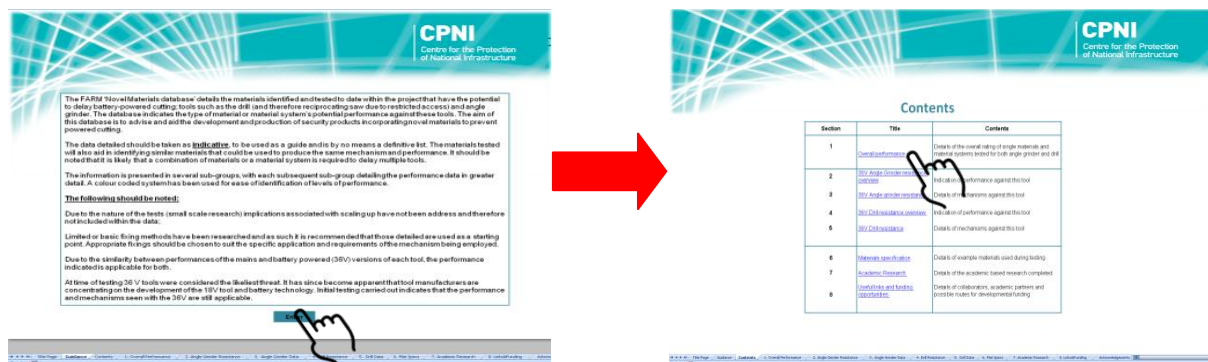 CPNI
Centre for the Protection
of National Infrastructure
The FARM 'Novel Materials database' details the materials identified and tested to date within the project that have the potential
to delay battery-powered cutting; tools such as the drill (and therefore reciprocating saw due to restricted access) and angle
grinder. The database indicates the type of material or material system's potential performance against these tools. The aim of
this database is to advise and aid the development and production of security products incorporating novel materials to prevent
powered cutting.
The data detailed should be taken as indicative, to be used as a guide and is by no means a definitive list. The materials tested
will also aid in identifying similar materials that could be used to produce the same mechanism and performance. It should be
noted that it is likely that a combination of materials or a material system is required to delay multiple tools.
The information is presented in several sub-groups, with each subsequent sub-group detailing the performance data in greater
detail. A colour coded system has been used for ease of identification of levels of performance.
The following should be noted;
Due to the nature of the tests (small scale research) implications associated with scaling up have not been address and therefore
not included within the data;
Limited or basic fixing methods have been researched and as such it is recommended that those detailed are used as a starting
point. Appropriate fixings should be chosen to suit the specific application and requirements of the mechanism being employed.
Due to the similarity between performances of the mains and battery powered (36V) versions of each tool, the performance
indicated is applicable for both.
At time of testing 36 V tools were considered the likeliest threat. It has since become apparent that tool manufacturers are
concentrating on the development of the 18V tool and battery technology. Initial testing carried out indicates that the performance
and mechanisms seen with the 36V are still applicable.
CPNI
Centre for the Protection
of National Infrastructure
Contents
Section Title Contents
1 Overall performance Details of the overall rating of single materials and
material systems tested for both angle grinder and drill
2 36V Angle Grinder resistance
overview Indication of performance against this tool
3 36V Angle grinder resistance Details of mechanisms against this tool
4 36V Drill resistance overview Indication of performance against this tool
5 36V Drill resistance Details of mechanisms against this tool
6 Materials specification Details of example materials used during testing
7 Academic Research Details of the academic based research completed
8 Useful links and funding
opportunities Details of collaborators, academic partners and
possible routes for developmental funding